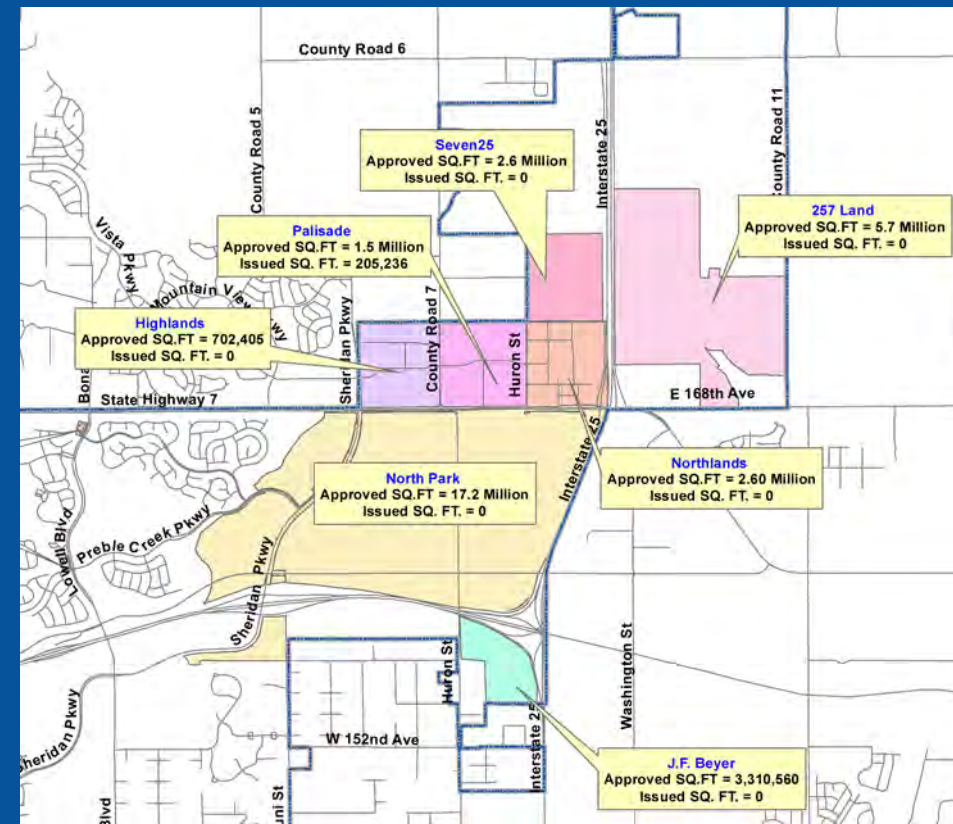 County Road 6
County Road 5
Interstate 25
County Road 11
Seven25
Approved SQ.FT = 2.6 Million
Issued SQ. FT. = 0
257 Land
Approved SQ.FT = 5.7 Million
Issued SQ. FT. = 0
Palisade
Approved SQ.FT = 1.5 Million
Issued SQ. FT. = 205,236
Vista Pkwy
Mountain View
Pkwy
Highlands
Approved SQ.FT = 702,405
Issued SQ. FT. = 0
Sheridan Pkwy
County Road 7
Huron St
Bona
State Highway 7
E 168th Ave
Interstate 25
North Park
Approved SQ.FT = 17.2 Million
Issued SQ. FT. = 0
Northlands
Approved SQ.FT = 2.60 Million
Issued SQ. FT. = 0
Lowell Blvd
Preble Creek Pkwy
Sheridan Pkwy
Huron St
Washington St
Sheridan Pkwy
W 152nd Ave
Interstate 25
J.F. Beyer
Approved SQ.FT = 3,310,560
Issued SQ. FT. = 0
Blvd
uni St